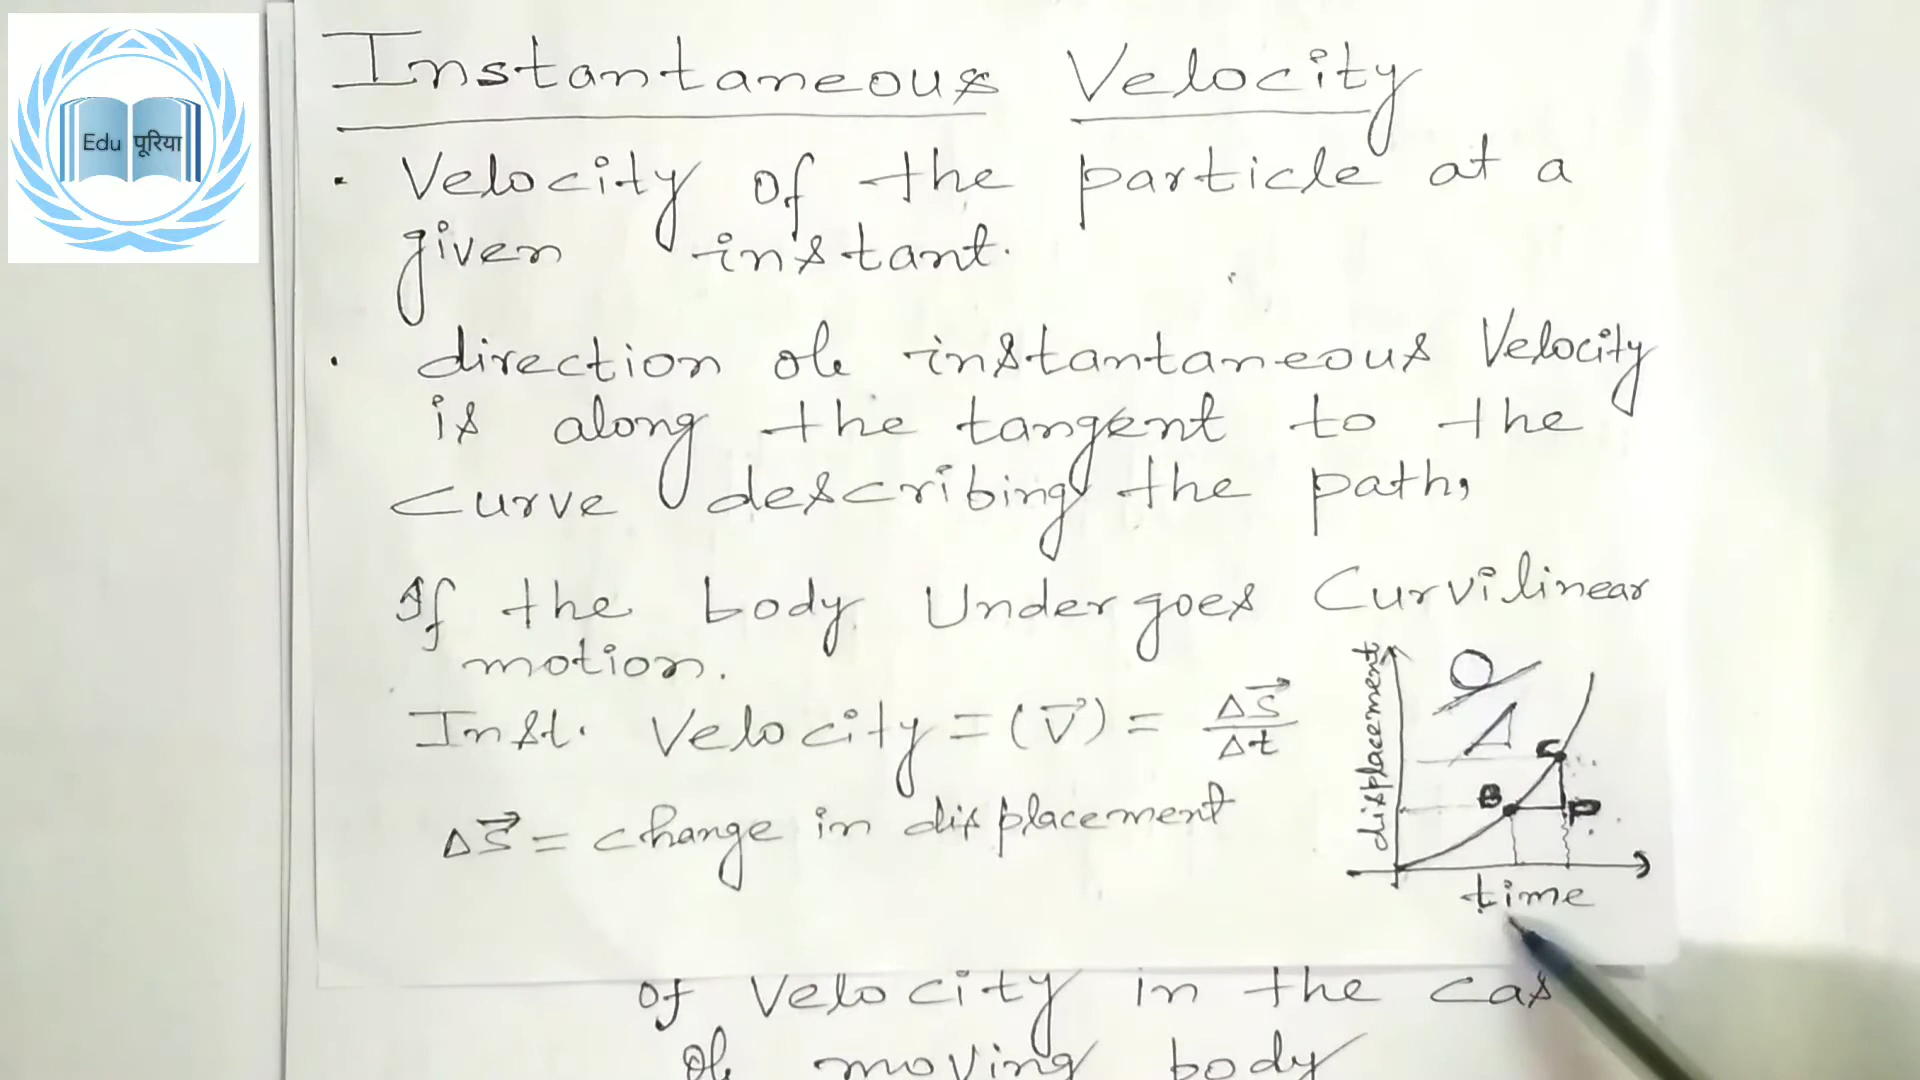 Edu पूरिया
Instantaneous Velocity
• Velocity of the particle at a
given instant.
• direction of instantaneous Velocity
is along the tangent to the
curve describing the path,
If the body Undergoes Curvilinear
motion.
Inst. Velocity = (V⃗) = ΔS⃗/Δt
ΔS⃗ = change in displacement
displacement
C
B
P
time
of Velocity in the cas
of moving body